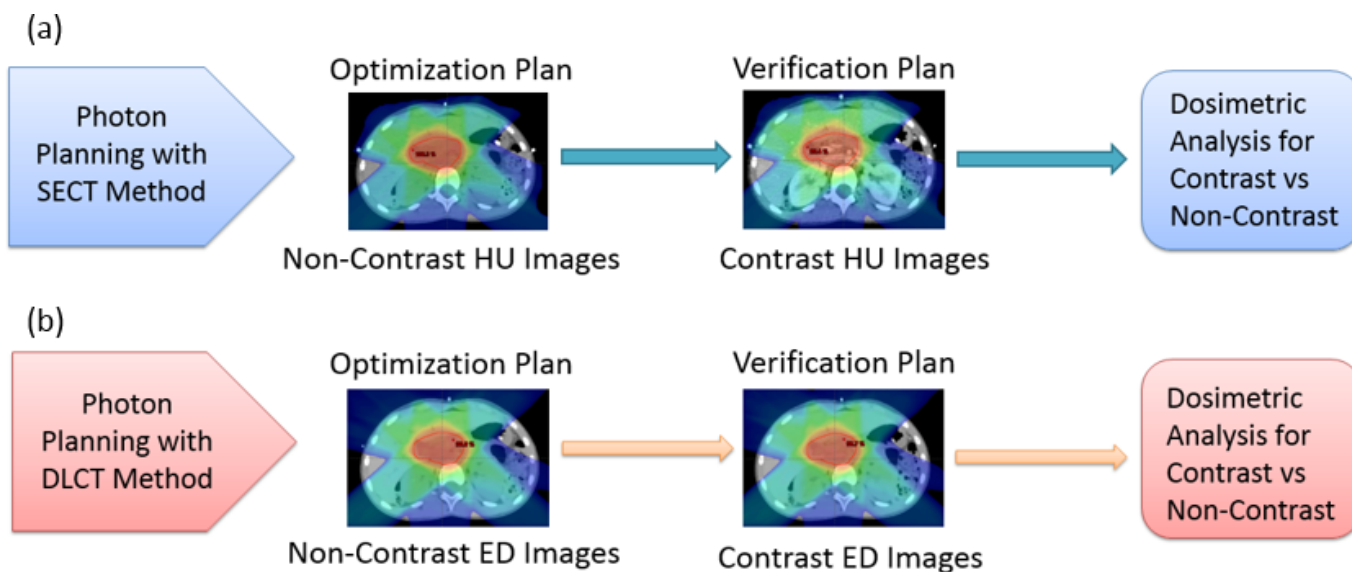 (a)
Photon
Planning with
SECT Method
Optimization Plan
Non-Contrast HU Images
Verification Plan
Contrast HU Images
Dosimetric
Analysis for
Contrast vs
Non-Contrast
(b)
Photon
Planning with
DLCT Method
Optimization Plan
Non-Contrast ED Images
Verification Plan
Contrast ED Images
Dosimetric
Analysis for
Contrast vs
Non-Contrast